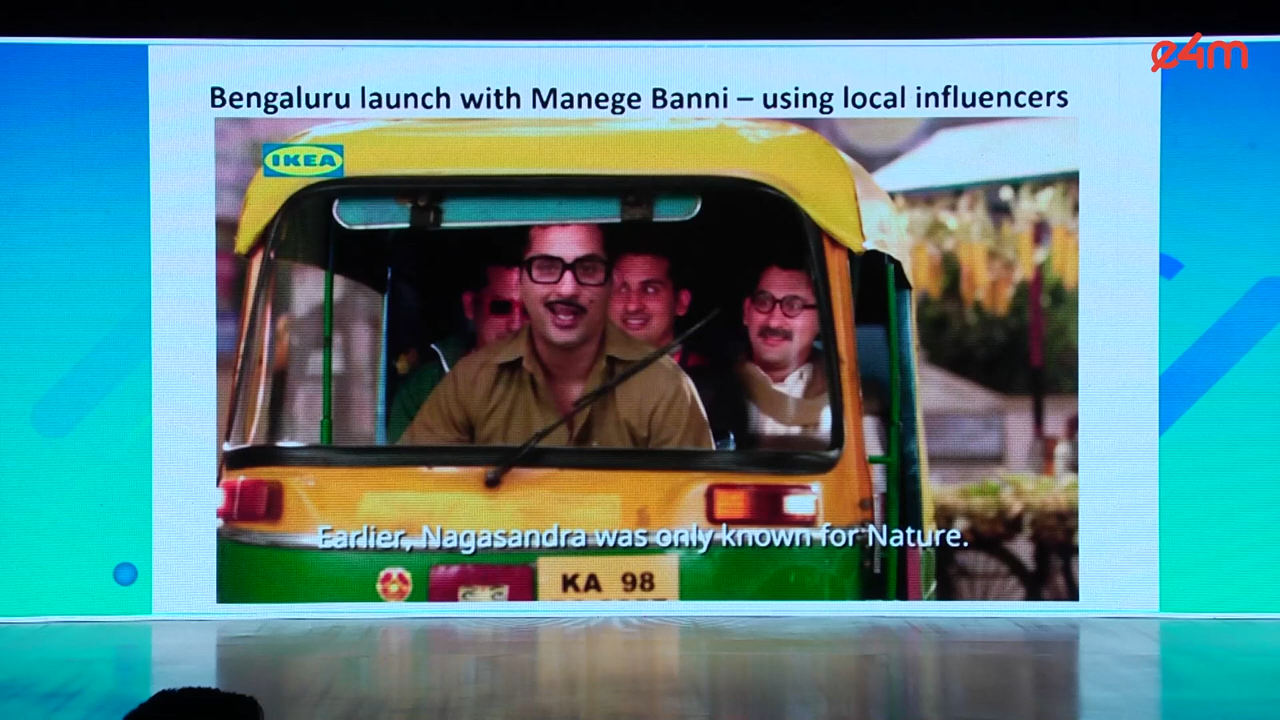 e4m
Bengaluru launch with Manege Banni – using local influencers
IKEA
Earlier, Nagasandra was only known for Nature.
KA 98